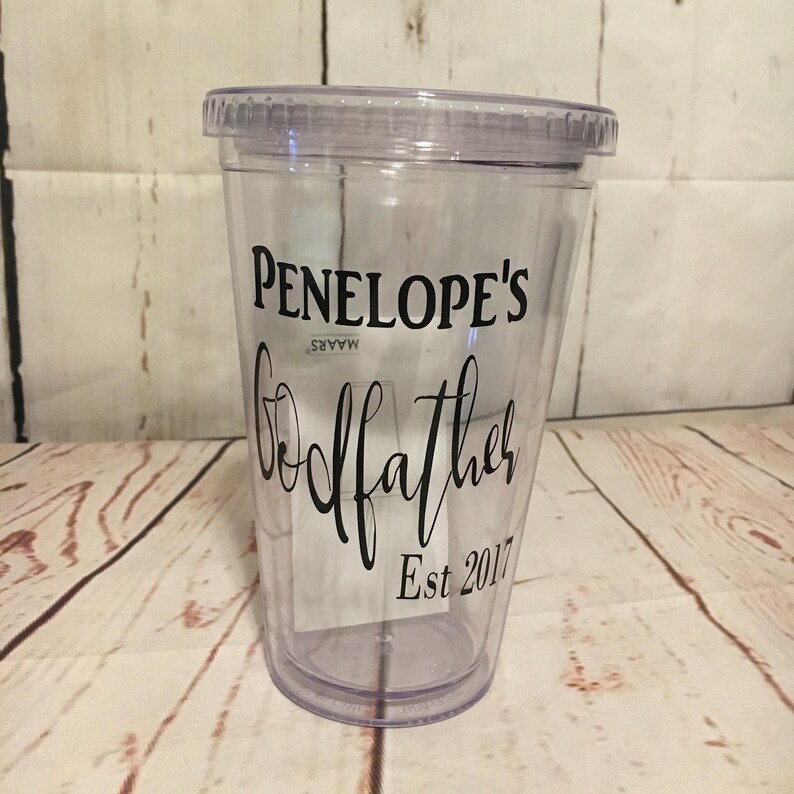 PENELOPE'S
MAARS®
Godfather
Est 2017